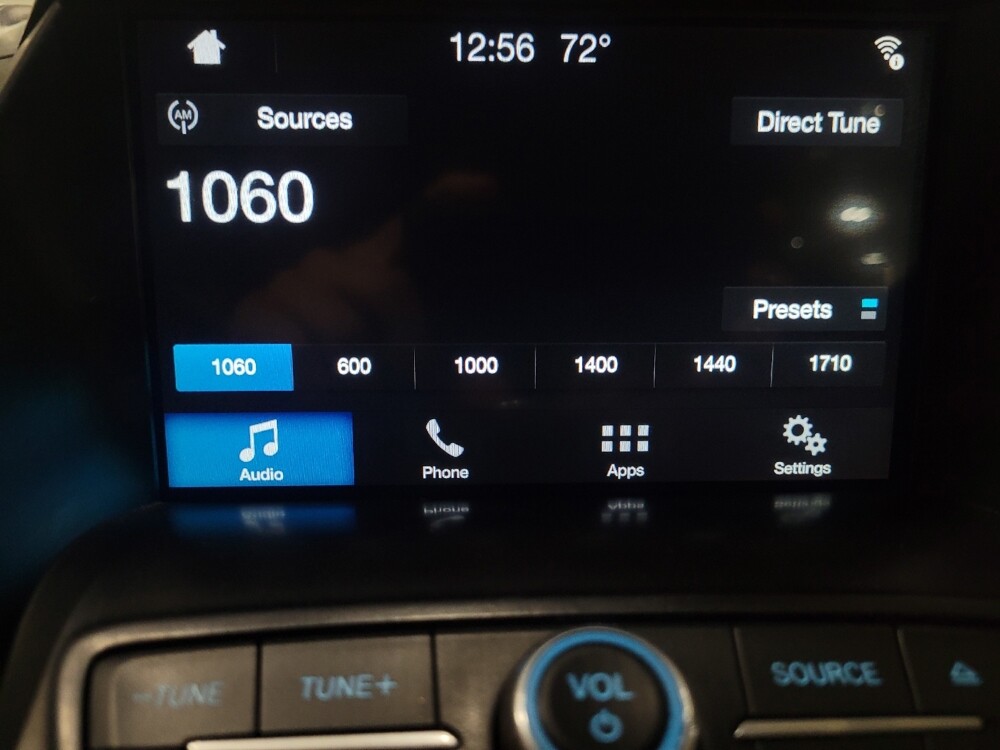 12:56 72°
AM Sources Direct Tune
1060
Presets
1060 600 1000 1400 1440 1710
Audio Phone Apps Settings
-TUNE TUNE+ VOL SOURCE